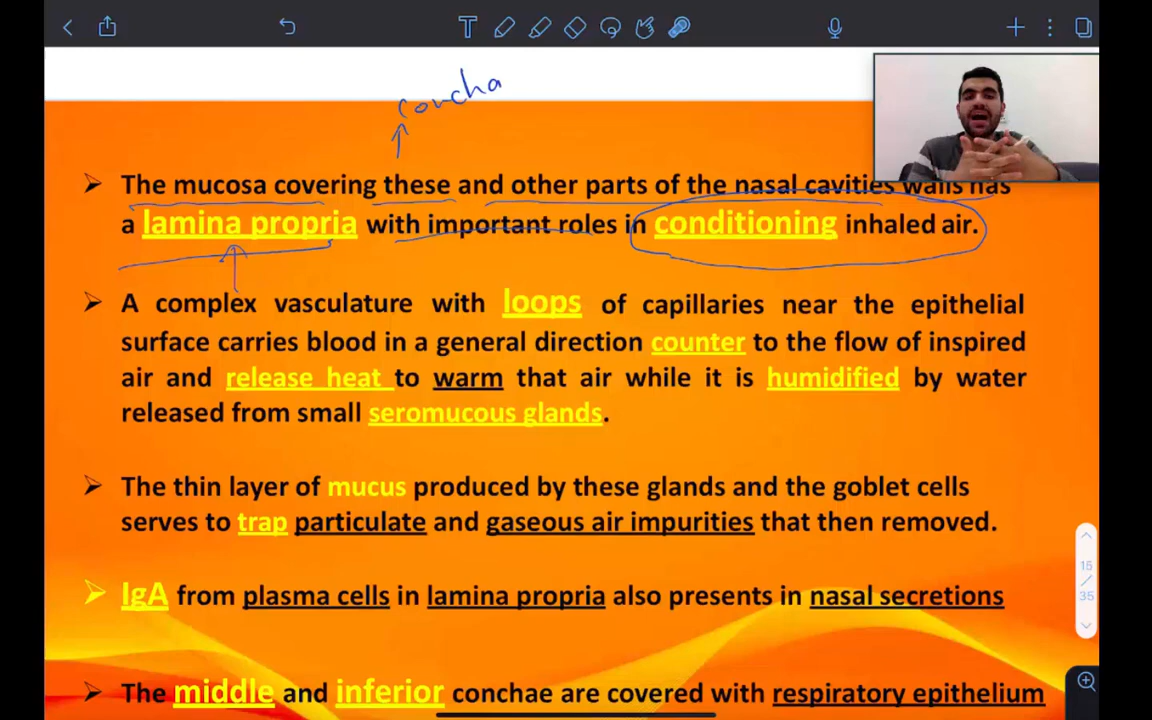 concha
➤ The mucosa covering these and other parts of the nasal cavities walls has
a lamina propria with important roles in conditioning inhaled air.
➤ A complex vasculature with loops of capillaries near the epithelial
surface carries blood in a general direction counter to the flow of inspired
air and release heat to warm that air while it is humidified by water
released from small seromucous glands.
➤ The thin layer of mucus produced by these glands and the goblet cells
serves to trap particulate and gaseous air impurities that then removed.
➤ IgA from plasma cells in lamina propria also presents in nasal secretions
➤ The middle and inferior conchae are covered with respiratory epithelium
15
/
35